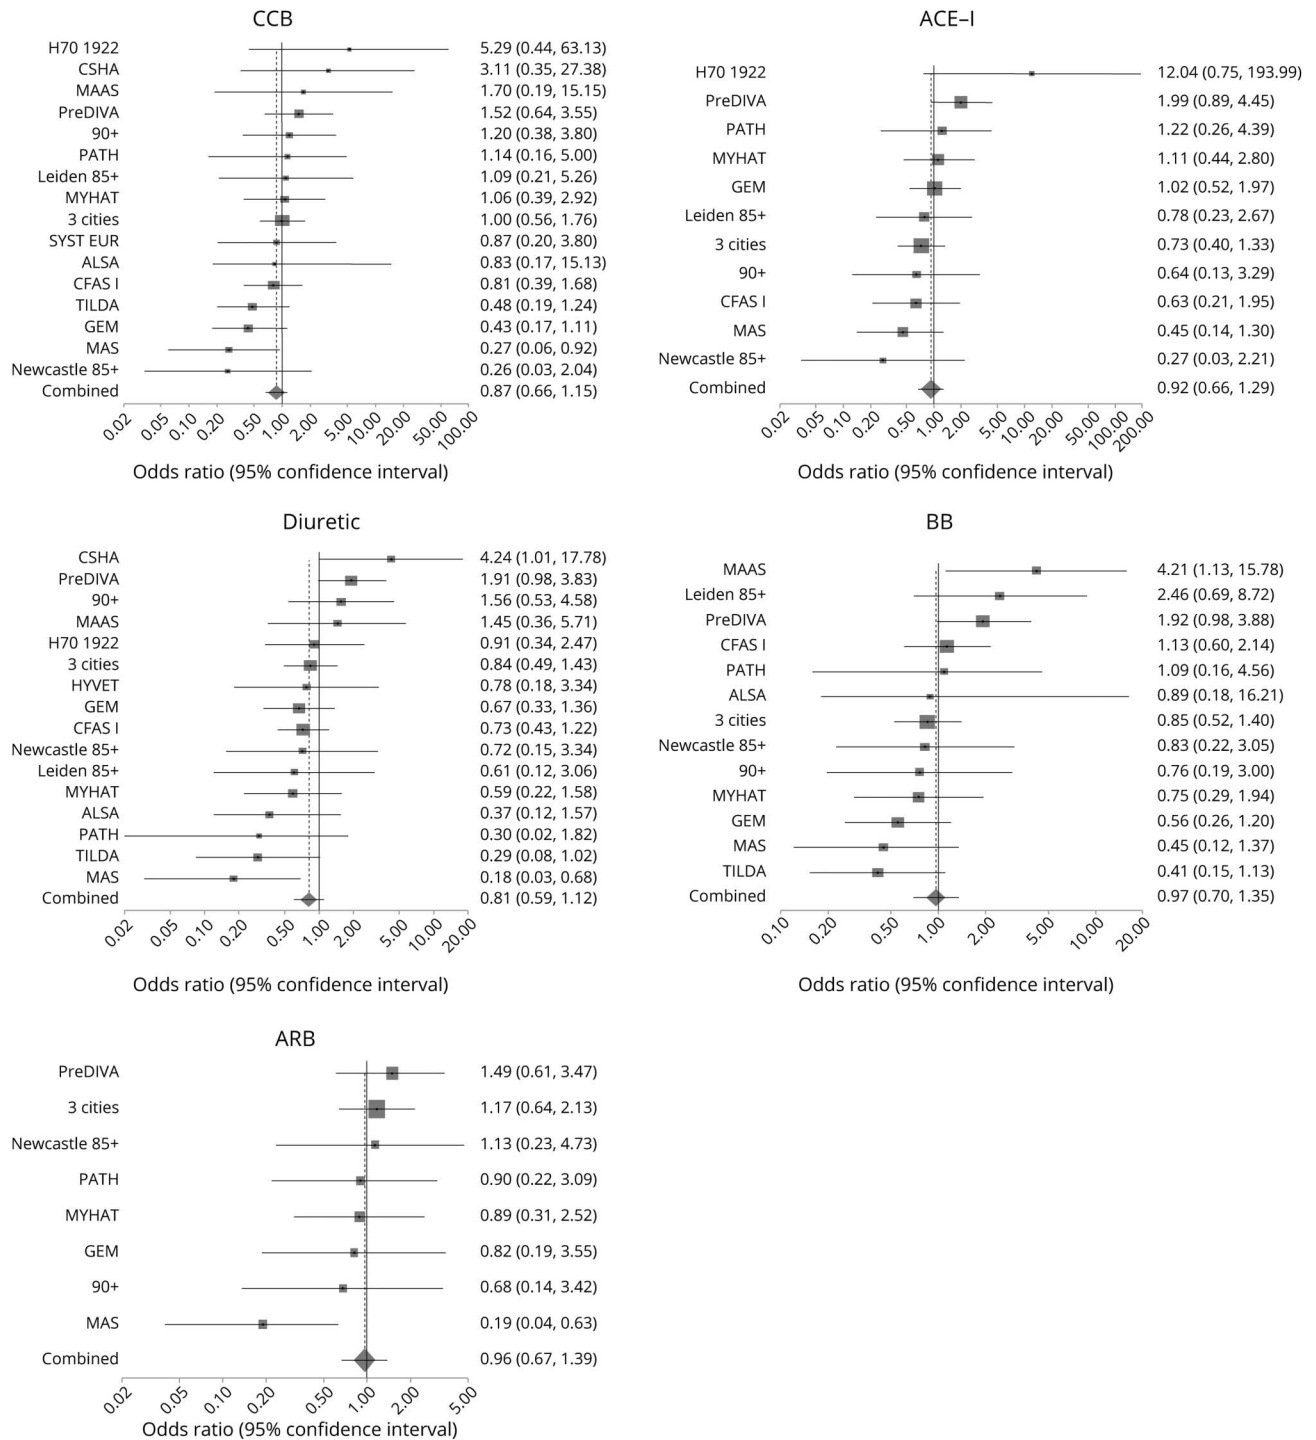 CCB
H70 1922 5.29 (0.44, 63.13)
CSHA 3.11 (0.35, 27.38)
MAAS 1.70 (0.19, 15.15)
PreDIVA 1.52 (0.64, 3.55)
90+ 1.20 (0.38, 3.80)
PATH 1.14 (0.16, 5.00)
Leiden 85+ 1.09 (0.21, 5.26)
MYHAT 1.06 (0.39, 2.92)
3 cities 1.00 (0.56, 1.76)
SYST EUR 0.87 (0.20, 3.80)
ALSA 0.83 (0.17, 15.13)
CFAS I 0.81 (0.39, 1.68)
TILDA 0.48 (0.19, 1.24)
GEM 0.43 (0.17, 1.11)
MAS 0.27 (0.06, 0.92)
Newcastle 85+ 0.26 (0.03, 2.04)
Combined 0.87 (0.66, 1.15)
0.02 0.05 0.10 0.20 0.50 1.00 2.00 5.00 10.00 20.00 50.00 100.00
Odds ratio (95% confidence interval)
ACE–I
H70 1922 12.04 (0.75, 193.99)
PreDIVA 1.99 (0.89, 4.45)
PATH 1.22 (0.26, 4.39)
MYHAT 1.11 (0.44, 2.80)
GEM 1.02 (0.52, 1.97)
Leiden 85+ 0.78 (0.23, 2.67)
3 cities 0.73 (0.40, 1.33)
90+ 0.64 (0.13, 3.29)
CFAS I 0.63 (0.21, 1.95)
MAS 0.45 (0.14, 1.30)
Newcastle 85+ 0.27 (0.03, 2.21)
Combined 0.92 (0.66, 1.29)
0.02 0.05 0.10 0.20 0.50 1.00 2.00 5.00 10.00 20.00 50.00 100.00 200.00
Odds ratio (95% confidence interval)
Diuretic
CSHA 4.24 (1.01, 17.78)
PreDIVA 1.91 (0.98, 3.83)
90+ 1.56 (0.53, 4.58)
MAAS 1.45 (0.36, 5.71)
H70 1922 0.91 (0.34, 2.47)
3 cities 0.84 (0.49, 1.43)
HYVET 0.78 (0.18, 3.34)
GEM 0.67 (0.33, 1.36)
CFAS I 0.73 (0.43, 1.22)
Newcastle 85+ 0.72 (0.15, 3.34)
Leiden 85+ 0.61 (0.12, 3.06)
MYHAT 0.59 (0.22, 1.58)
ALSA 0.37 (0.12, 1.57)
PATH 0.30 (0.02, 1.82)
TILDA 0.29 (0.08, 1.02)
MAS 0.18 (0.03, 0.68)
Combined 0.81 (0.59, 1.12)
0.02 0.05 0.10 0.20 0.50 1.00 2.00 5.00 10.00 20.00
Odds ratio (95% confidence interval)
BB
MAAS 4.21 (1.13, 15.78)
Leiden 85+ 2.46 (0.69, 8.72)
PreDIVA 1.92 (0.98, 3.88)
CFAS I 1.13 (0.60, 2.14)
PATH 1.09 (0.16, 4.56)
ALSA 0.89 (0.18, 16.21)
3 cities 0.85 (0.52, 1.40)
Newcastle 85+ 0.83 (0.22, 3.05)
90+ 0.76 (0.19, 3.00)
MYHAT 0.75 (0.29, 1.94)
GEM 0.56 (0.26, 1.20)
MAS 0.45 (0.12, 1.37)
TILDA 0.41 (0.15, 1.13)
Combined 0.97 (0.70, 1.35)
0.10 0.20 0.50 1.00 2.00 5.00 10.00 20.00
Odds ratio (95% confidence interval)
ARB
PreDIVA 1.49 (0.61, 3.47)
3 cities 1.17 (0.64, 2.13)
Newcastle 85+ 1.13 (0.23, 4.73)
PATH 0.90 (0.22, 3.09)
MYHAT 0.89 (0.31, 2.52)
GEM 0.82 (0.19, 3.55)
90+ 0.68 (0.14, 3.42)
MAS 0.19 (0.04, 0.63)
Combined 0.96 (0.67, 1.39)
0.02 0.05 0.10 0.20 0.50 1.00 2.00 5.00
Odds ratio (95% confidence interval)